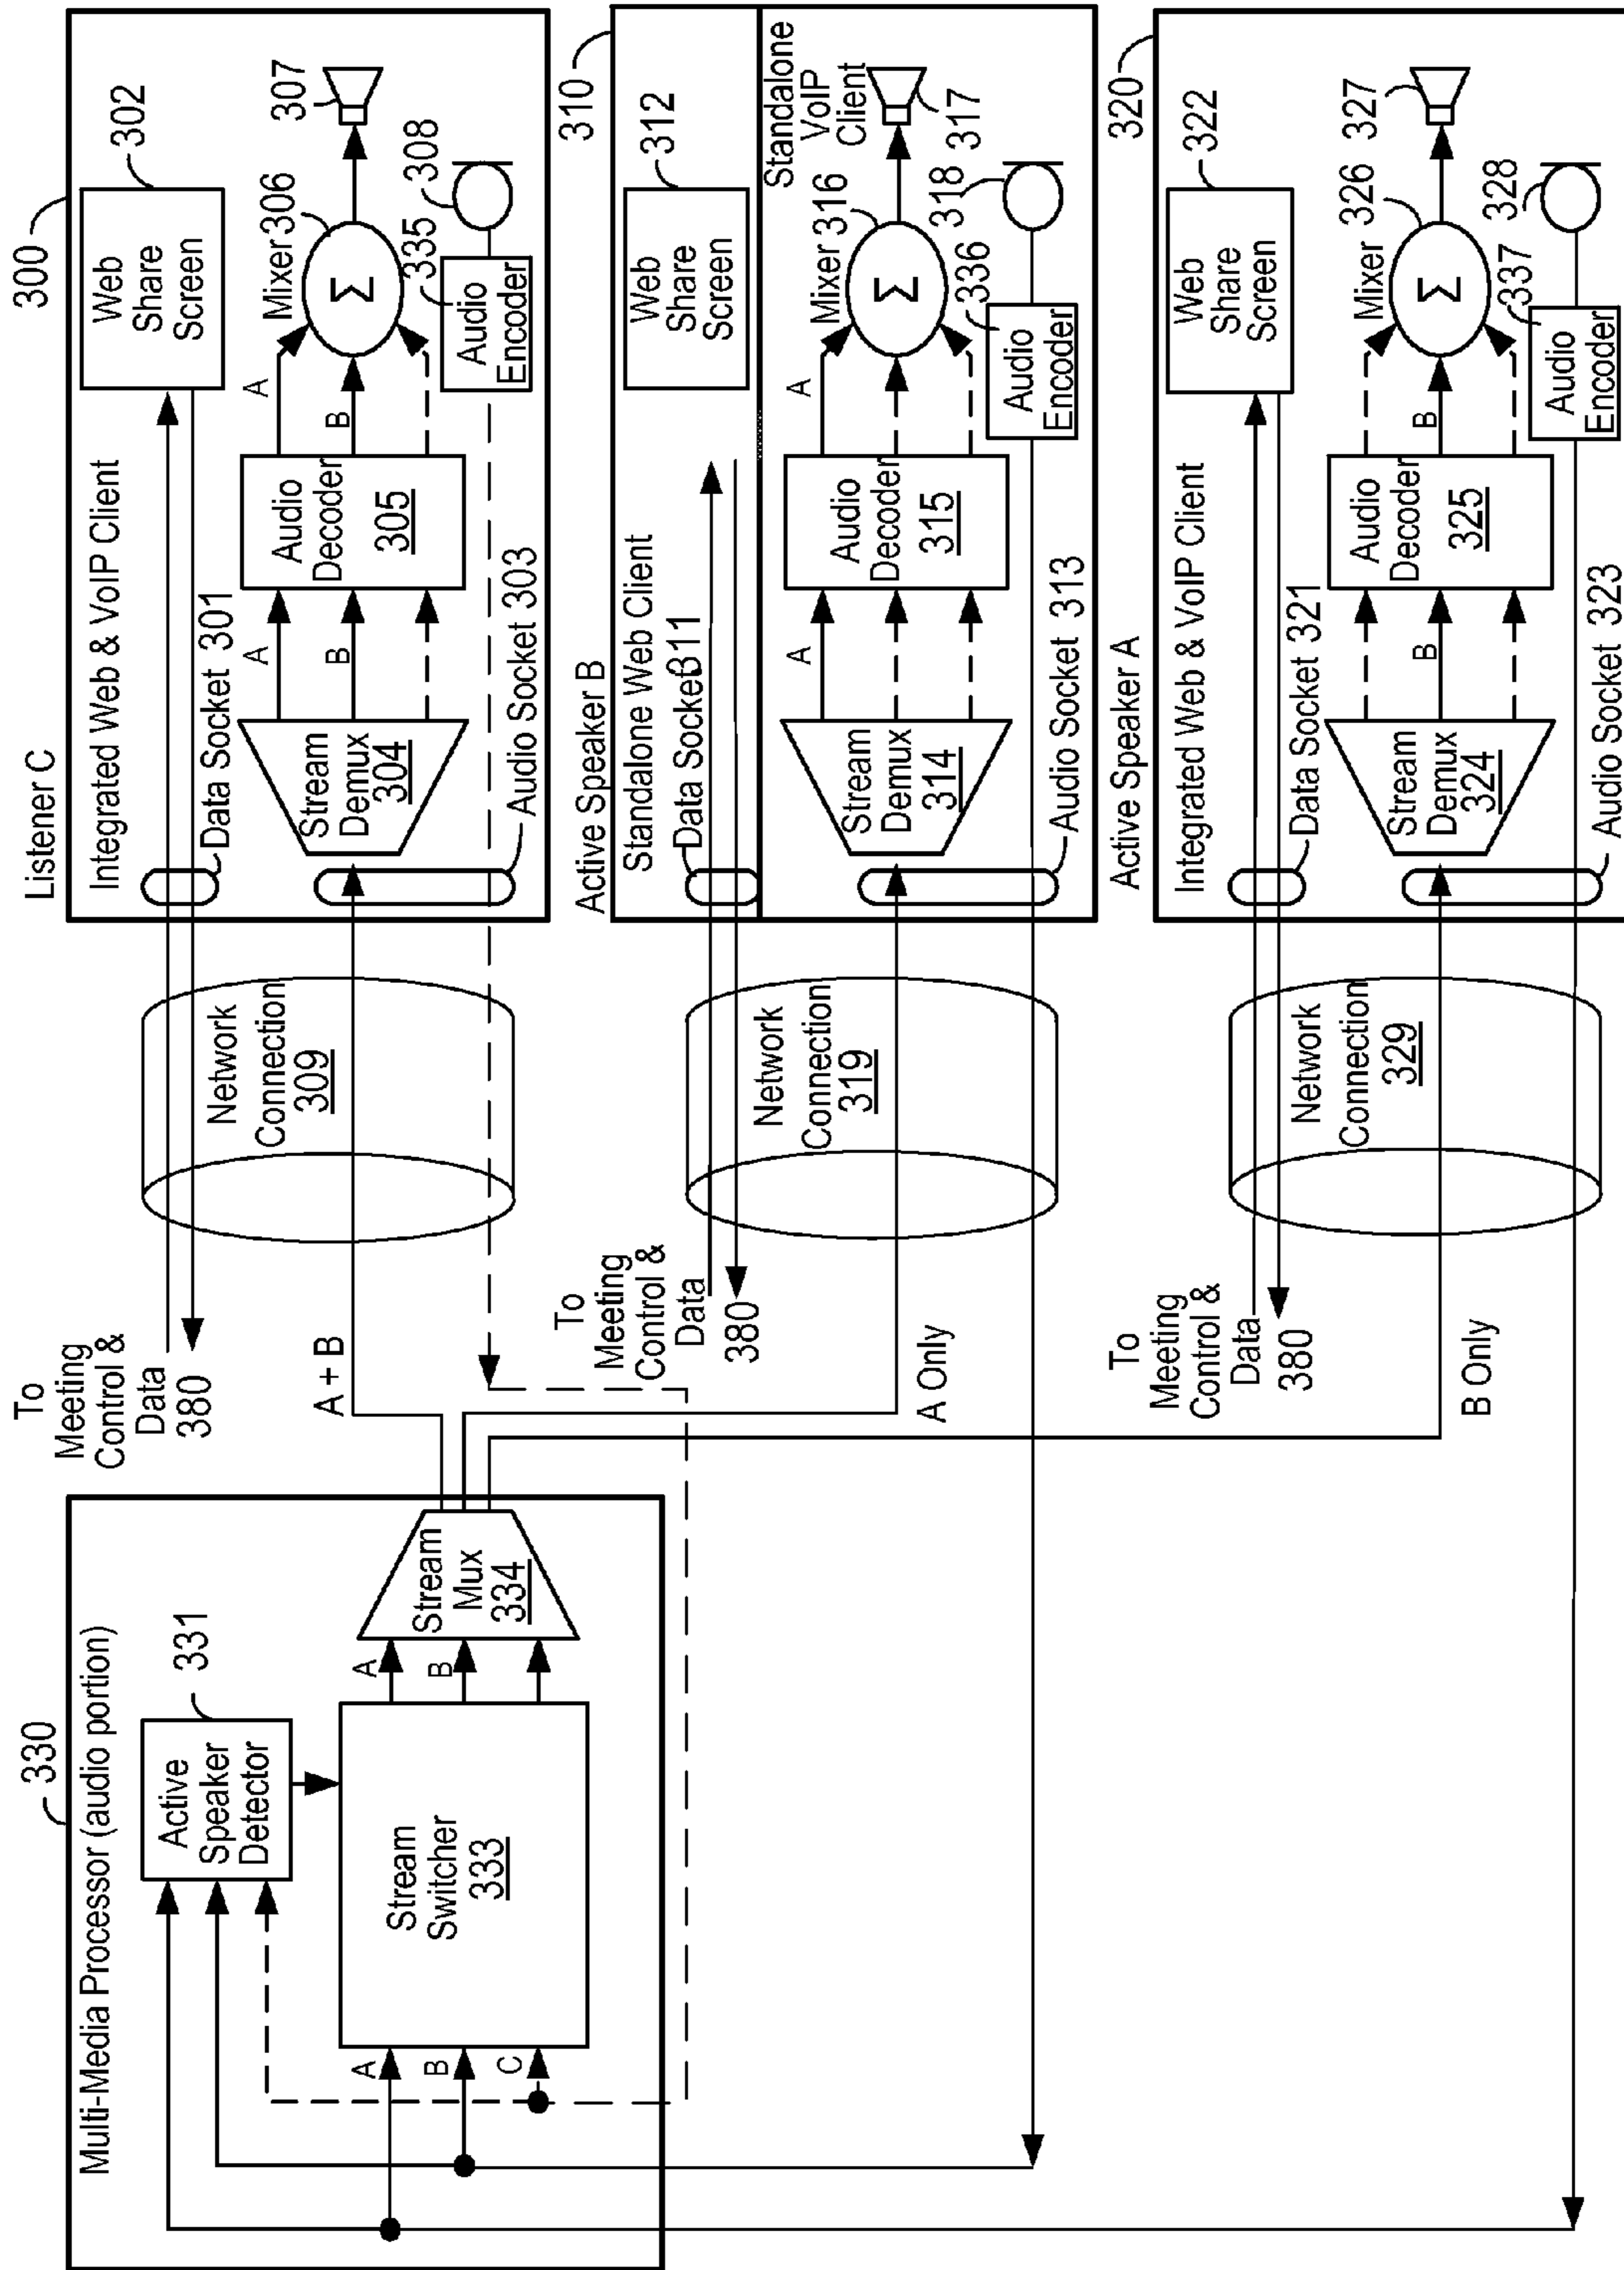 330
Multi-Media Processor (audio portion)
Active
Speaker
Detector
331
Stream
Switcher
333
A
B
C
A
B
Stream
Mux
334
To
Meeting
Control &
Data
380
A + B
Network
Connection
309
Listener C
300
Integrated Web & VoIP Client
Data Socket 301
Web
Share
Screen
302
Stream
Demux
304
A
B
Audio
Decoder
305
A
B
Mixer 306
Σ
307
308
335
Audio
Encoder
Audio Socket 303
To
Meeting
Control &
Data
380
A Only
Network
Connection
319
Active Speaker B
310
Standalone Web Client
Data Socket 311
Web
Share
Screen
312
Standalone
VoIP
Client
Stream
Demux
314
A
Audio
Decoder
315
A
Mixer 316
Σ
317
318
336
Audio
Encoder
Audio Socket 313
To
Meeting
Control &
Data
380
B Only
Network
Connection
329
Active Speaker A
320
Integrated Web & VoIP Client
Data Socket 321
Web
Share
Screen
322
Stream
Demux
324
B
Audio
Decoder
325
B
Mixer 326
Σ
327
328
337
Audio
Encoder
Audio Socket 323